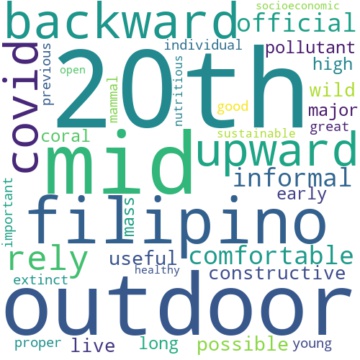 socioeconomic
backward official
covid previous individual pollutant
open 20th mammal nutritious good high
wild
coral sustainable major
great
mid upward
informal
important mass early
filipino
rely useful comfortable
extinct healthy constructive
outdoor
proper live long possible young